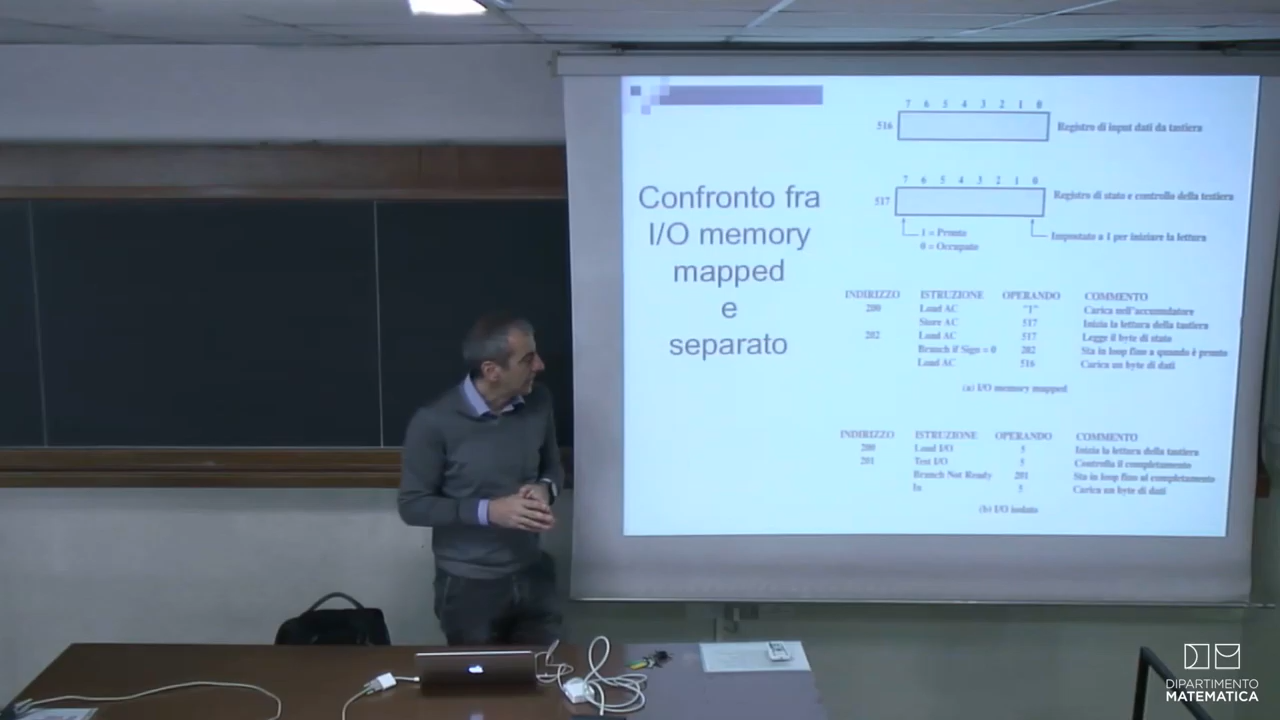 Confronto fra
I/O memory
mapped
e
separato
7 6 5 4 3 2 1 0
516 Registro di input dati da tastiera
7 6 5 4 3 2 1 0
517 Registro di stato e controllo della tastiera
1 = Pronto
0 = Occupato
Impostato a 1 per iniziare la lettura
INDIRIZZO ISTRUZIONE OPERANDO COMMENTO
200 Load AC "1" Carica nell'accumulatore
Store AC 517 Inizia la lettura della tastiera
202 Load AC 517 Legge il byte di stato
Branch if Sign = 0 202 Sta in loop fino a quando è pronto
Load AC 516 Carica un byte di dati
(a) I/O memory mapped
INDIRIZZO ISTRUZIONE OPERANDO COMMENTO
200 Load I/O 5 Inizia la lettura della tastiera
201 Test I/O 5 Controlla il completamento
Branch Not Ready 201 Sta in loop fino al completamento
In 5 Carica un byte di dati
(b) I/O isolato
DIPARTIMENTO
MATEMATICA